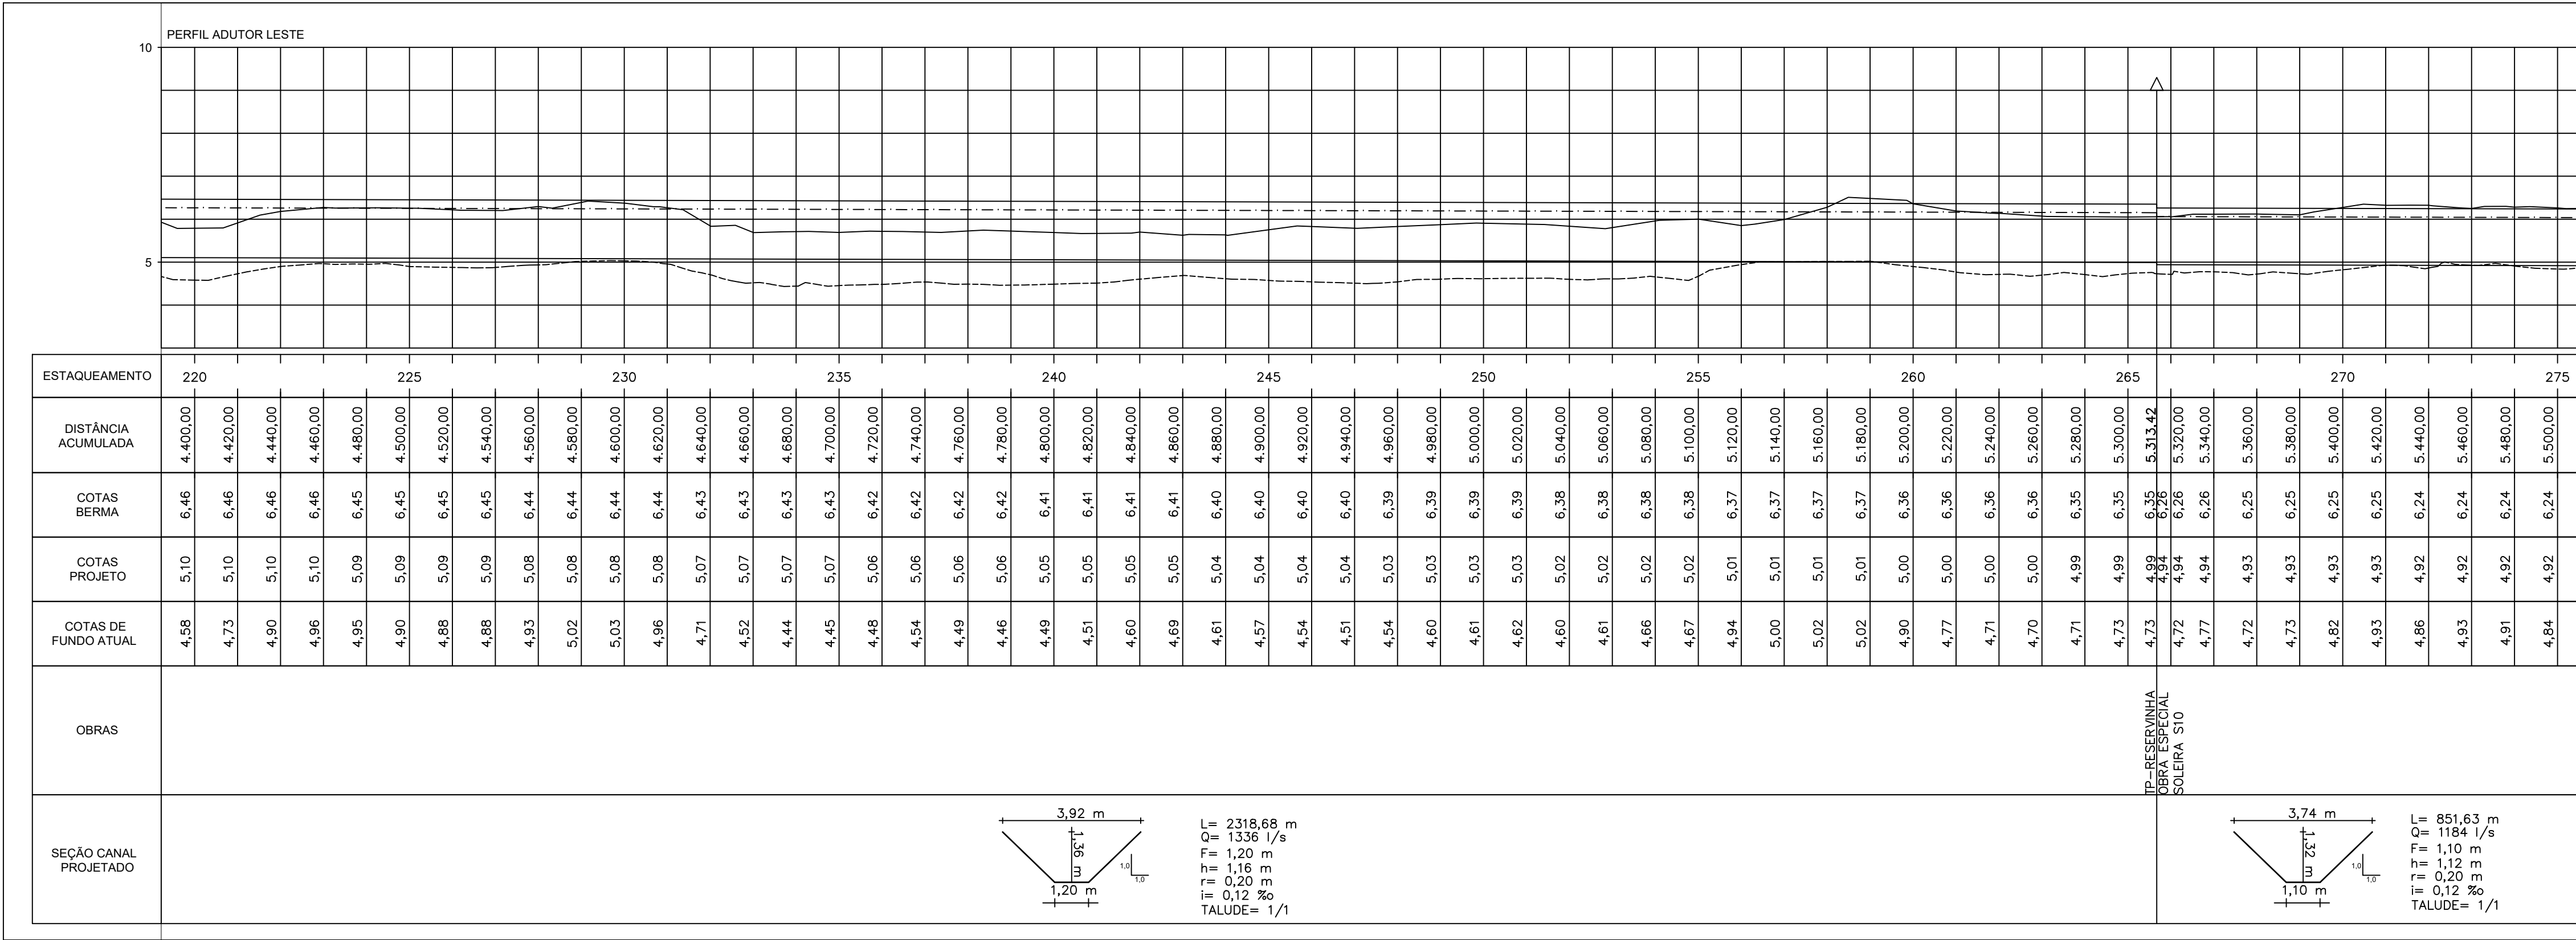 PERFIL ADUTOR LESTE
10
5
ESTAQUEAMENTO 220 225 230 235 240 245 250 255 260 265 270 275
DISTÂNCIA
ACUMULADA
4.400,00 4.420,00 4.440,00 4.460,00 4.480,00 4.500,00 4.520,00 4.540,00 4.560,00 4.580,00 4.600,00 4.620,00 4.640,00 4.660,00 4.680,00 4.700,00 4.720,00 4.740,00 4.760,00 4.780,00 4.800,00 4.820,00 4.840,00 4.860,00 4.880,00 4.900,00 4.920,00 4.940,00 4.960,00 4.980,00 5.000,00 5.020,00 5.040,00 5.060,00 5.080,00 5.100,00 5.120,00 5.140,00 5.160,00 5.180,00 5.200,00 5.220,00 5.240,00 5.260,00 5.280,00 5.300,00 5.313,42 5.320,00 5.340,00 5.360,00 5.380,00 5.400,00 5.420,00 5.440,00 5.460,00 5.480,00 5.500,00
COTAS
BERMA
6,46 6,46 6,46 6,46 6,45 6,45 6,45 6,45 6,44 6,44 6,44 6,44 6,43 6,43 6,43 6,43 6,42 6,42 6,42 6,42 6,41 6,41 6,41 6,41 6,40 6,40 6,40 6,40 6,39 6,39 6,39 6,39 6,38 6,38 6,38 6,38 6,37 6,37 6,37 6,37 6,36 6,36 6,36 6,36 6,35 6,35 6,35 6,26 6,26 6,26 6,25 6,25 6,25 6,25 6,24 6,24 6,24 6,24
COTAS
PROJETO
5,10 5,10 5,10 5,10 5,09 5,09 5,09 5,09 5,08 5,08 5,08 5,08 5,07 5,07 5,07 5,07 5,06 5,06 5,06 5,06 5,05 5,05 5,05 5,05 5,04 5,04 5,04 5,04 5,03 5,03 5,03 5,03 5,02 5,02 5,02 5,02 5,01 5,01 5,01 5,01 5,00 5,00 5,00 5,00 4,99 4,99 4,99 4,94 4,94 4,94 4,93 4,93 4,93 4,93 4,92 4,92 4,92 4,92
COTAS DE
FUNDO ATUAL
4,58 4,73 4,90 4,96 4,95 4,90 4,88 4,88 4,93 5,02 5,03 4,96 4,71 4,52 4,44 4,45 4,48 4,54 4,49 4,46 4,49 4,51 4,60 4,69 4,61 4,57 4,54 4,51 4,54 4,60 4,61 4,62 4,60 4,61 4,66 4,67 4,94 5,00 5,02 5,02 4,90 4,77 4,71 4,70 4,71 4,73 4,73 4,72 4,77 4,72 4,73 4,82 4,93 4,86 4,93 4,91 4,84
OBRAS
TP-RESERVINHA
OBRA ESPECIAL
SOLEIRA S10
SEÇÃO CANAL
PROJETADO
3,92 m
1,36 m
1,0
1,0
1,20 m
L= 2318,68 m
Q= 1336 l/s
F= 1,20 m
h= 1,16 m
r= 0,20 m
i= 0,12 ‰
TALUDE= 1/1
3,74 m
1,32 m
1,0
1,0
1,10 m
L= 851,63 m
Q= 1184 l/s
F= 1,10 m
h= 1,12 m
r= 0,20 m
i= 0,12 ‰
TALUDE= 1/1